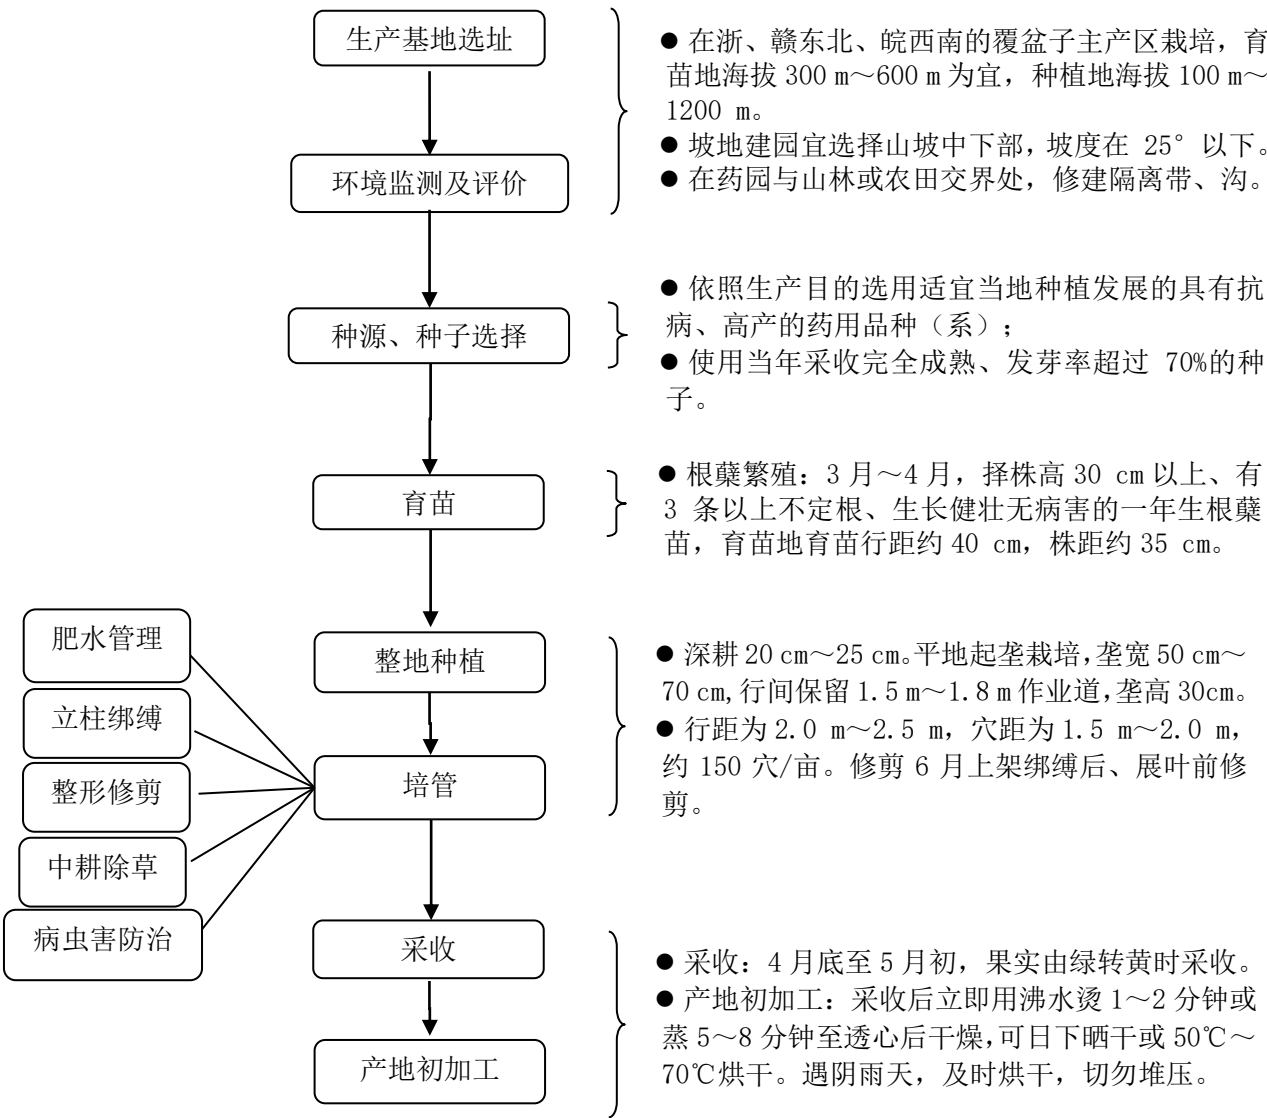 生产基地选址
环境监测及评价
● 在浙、赣东北、皖西南的覆盆子主产区栽培，育
苗地海拔 300 m～600 m 为宜，种植地海拔 100 m～
1200 m。
● 坡地建园宜选择山坡中下部，坡度在 25° 以下。
● 在药园与山林或农田交界处，修建隔离带、沟。
种源、种子选择
● 依照生产目的选用适宜当地种植发展的具有抗
病、高产的药用品种（系）；
● 使用当年采收完全成熟、发芽率超过 70%的种
子。
育苗
● 根蘖繁殖：3 月～4 月，择株高 30 cm 以上、有
3 条以上不定根、生长健壮无病害的一年生根蘖
苗，育苗地育苗行距约 40 cm，株距约 35 cm。
整地种植
培管
肥水管理
立柱绑缚
整形修剪
中耕除草
病虫害防治
● 深耕 20 cm～25 cm。平地起垄栽培，垄宽 50 cm～
70 cm,行间保留 1.5 m～1.8 m 作业道，垄高 30cm。
● 行距为 2.0 m～2.5 m，穴距为 1.5 m～2.0 m，
约 150 穴/亩。修剪 6 月上架绑缚后、展叶前修
剪。
采收
产地初加工
● 采收：4 月底至 5 月初，果实由绿转黄时采收。
● 产地初加工：采收后立即用沸水烫 1～2 分钟或
蒸 5～8 分钟至透心后干燥，可日下晒干或 50℃～
70℃烘干。遇阴雨天，及时烘干，切勿堆压。